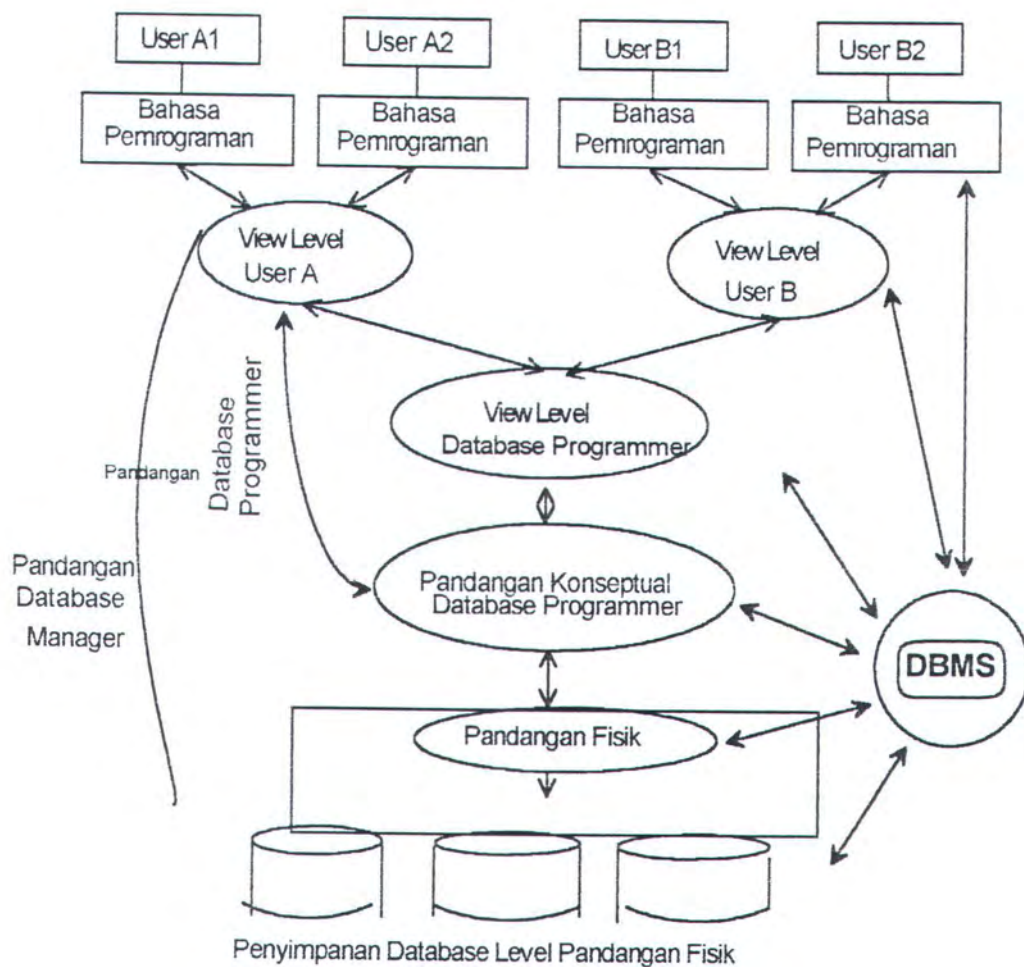 User A1
User A2
User B1
User B2
Bahasa
Pemrograman
Bahasa
Pemrograman
Bahasa
Pemrograman
Bahasa
Pemrograman
View Level
User A
View Level
User B
View Level
Database Programmer
Pandangan
Database
Programmer
Pandangan
Database
Manager
Pandangan Konseptual
Database Programmer
DBMS
Pandangan Fisik
Penyimpanan Database Level Pandangan Fisik